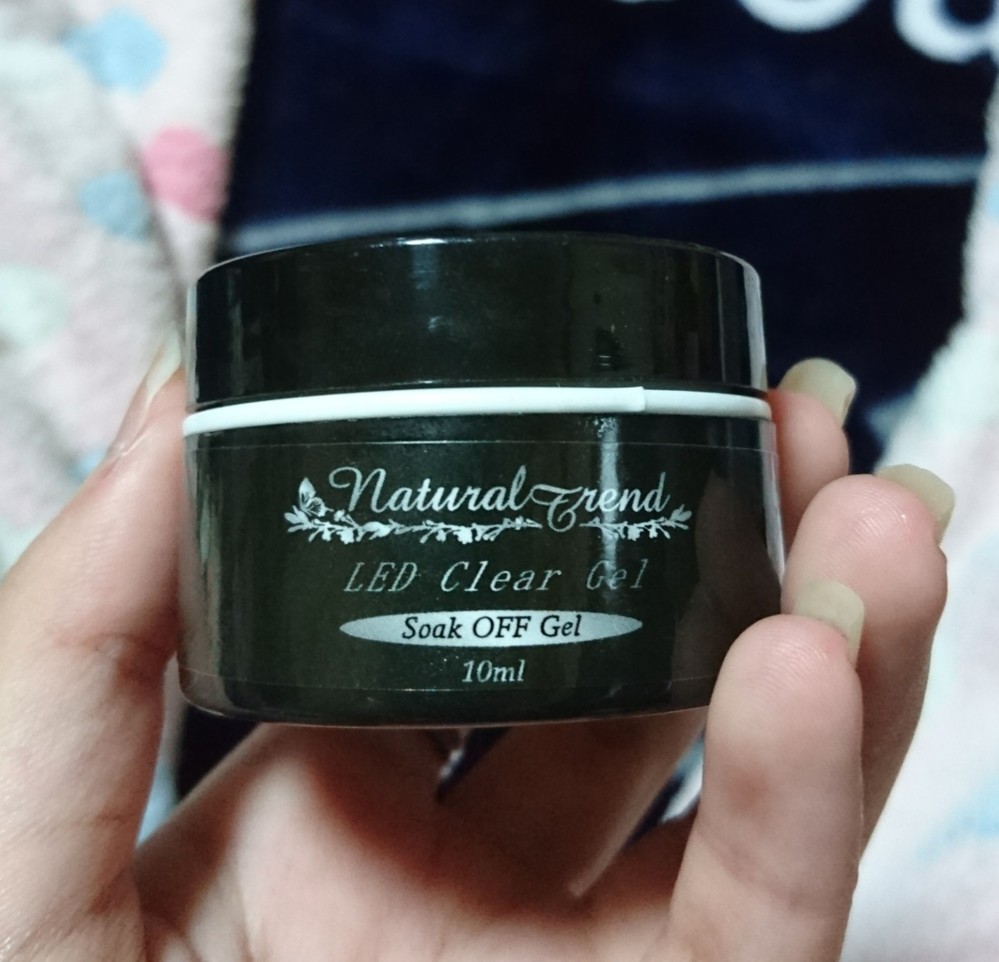 Natural Trend
LED Clear Gel
Soak OFF Gel
10ml